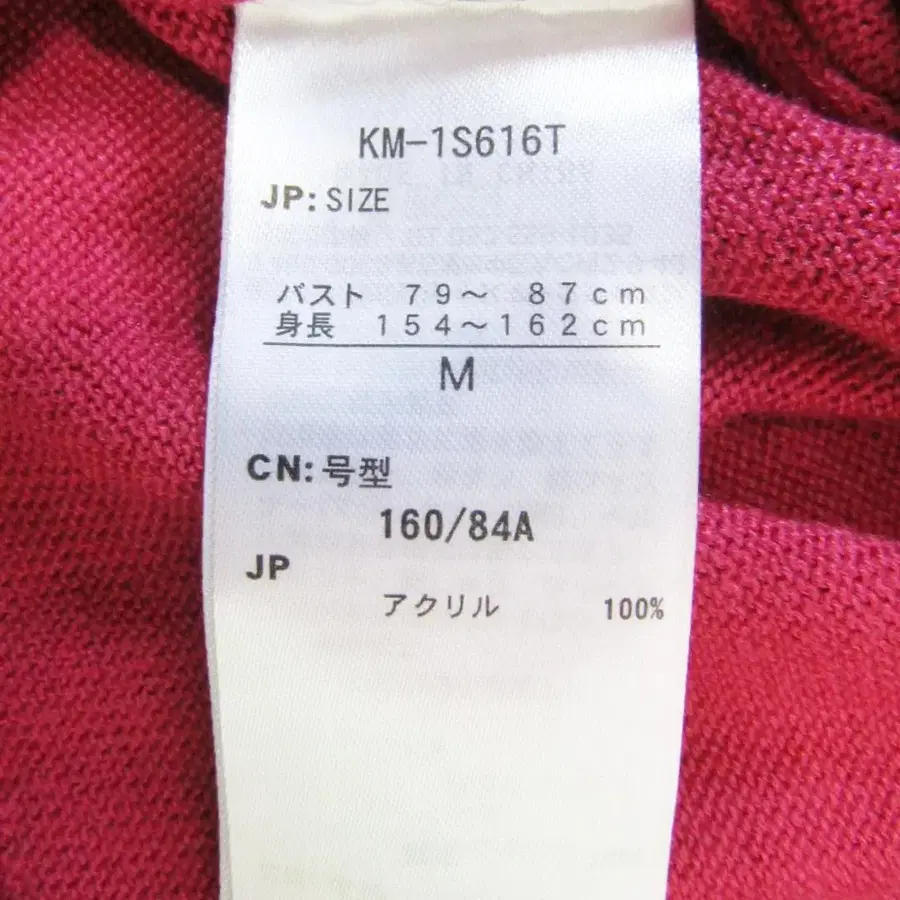 KM-1S616T
JP: SIZE
バスト ７９～ ８７ｃｍ
身長 １５４～１６２ｃｍ
M
CN: 号型
160/84A
JP
アクリル 100%